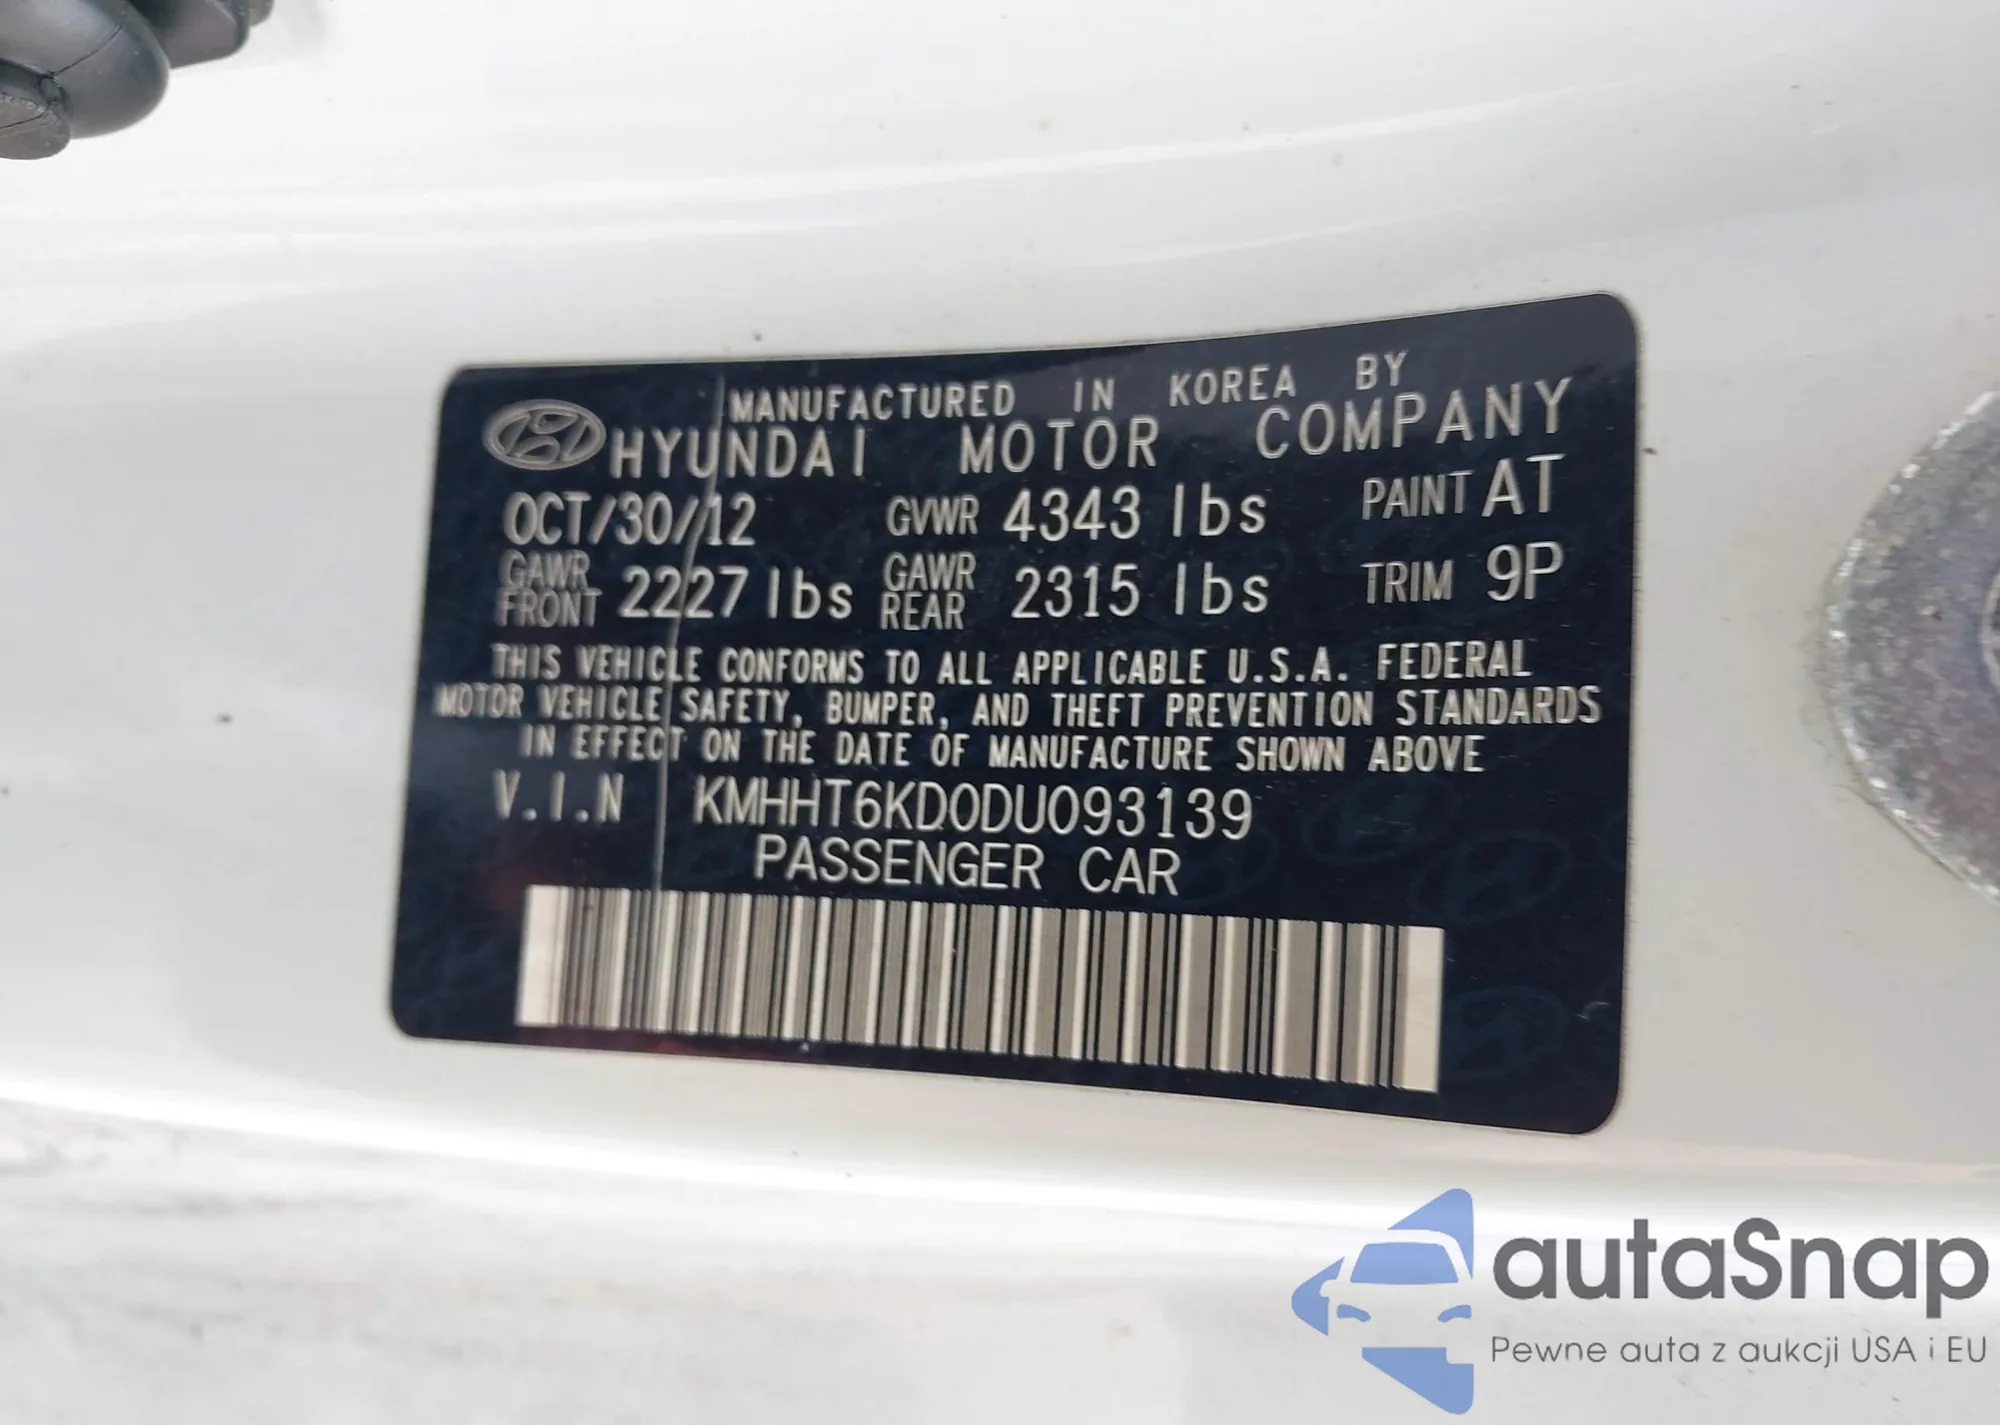 MANUFACTURED IN KOREA BY
HYUNDAI MOTOR COMPANY
OCT/30/12 GVWR 4343 lbs PAINT AT
GAWR FRONT 2227 lbs GAWR REAR 2315 lbs TRIM 9P
THIS VEHICLE CONFORMS TO ALL APPLICABLE U.S.A. FEDERAL
MOTOR VEHICLE SAFETY, BUMPER, AND THEFT PREVENTION STANDARDS
IN EFFECT ON THE DATE OF MANUFACTURE SHOWN ABOVE
V.I.N KMHHT6KD0DU093139
PASSENGER CAR
autaSnap
Pewne auta z aukcji USA i EU